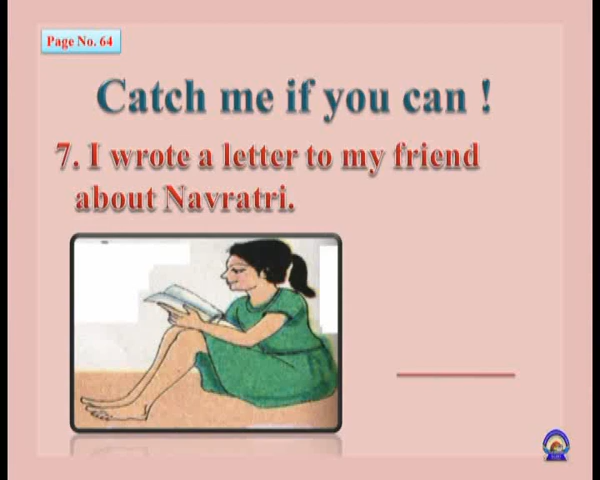 Page No. 64
Catch me if you can !
7. I wrote a letter to my friend
about Navratri.